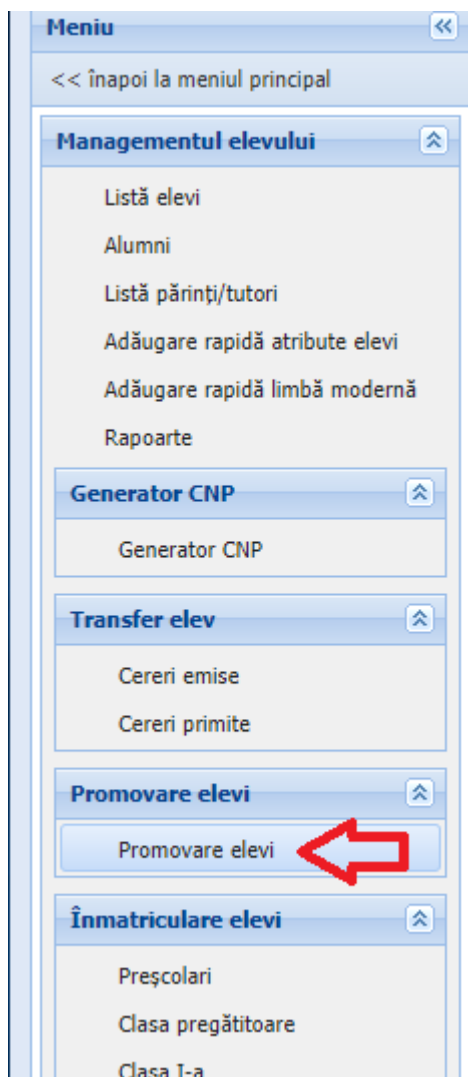 Meniu
<< înapoi la meniul principal
Managementul elevului
Listă elevi
Alumni
Listă părinți/tutori
Adăugare rapidă atribute elevi
Adăugare rapidă limbă modernă
Rapoarte
Generator CNP
Generator CNP
Transfer elev
Cereri emise
Cereri primite
Promovare elevi
Promovare elevi
Înmatriculare elevi
Preşcolari
Clasa pregătitoare
Clasa I-a